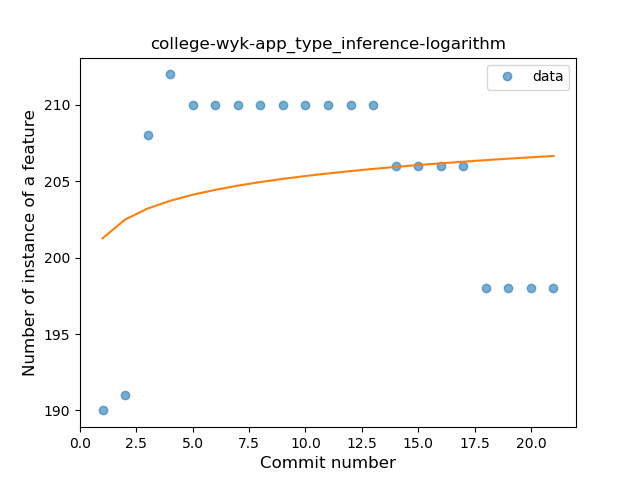 college-wyk-app_type_inference-logarithm
data
Number of instance of a feature
210
205
200
195
190
0.0 2.5 5.0 7.5 10.0 12.5 15.0 17.5 20.0
Commit number